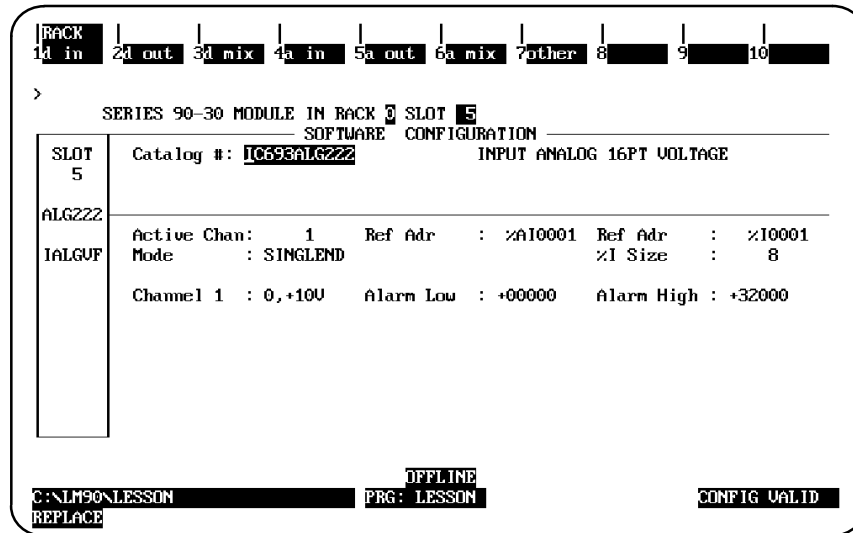 RACK
1d in 2d out 3d mix 4a in 5a out 6a mix 7other 8 9 10
>
SERIES 90-30 MODULE IN RACK 0 SLOT 5
SOFTWARE CONFIGURATION
SLOT Catalog #: IC693ALG222 INPUT ANALOG 16PT VOLTAGE
5
ALG222
Active Chan: 1 Ref Adr : %AI0001 Ref Adr : %I0001
IALGVF Mode : SINGLEND %I Size : 8
Channel 1 : 0,+10V Alarm Low : +00000 Alarm High : +32000
OFFLINE
C:\LM90\LESSON PRG: LESSON CONFIG VALID
REPLACE